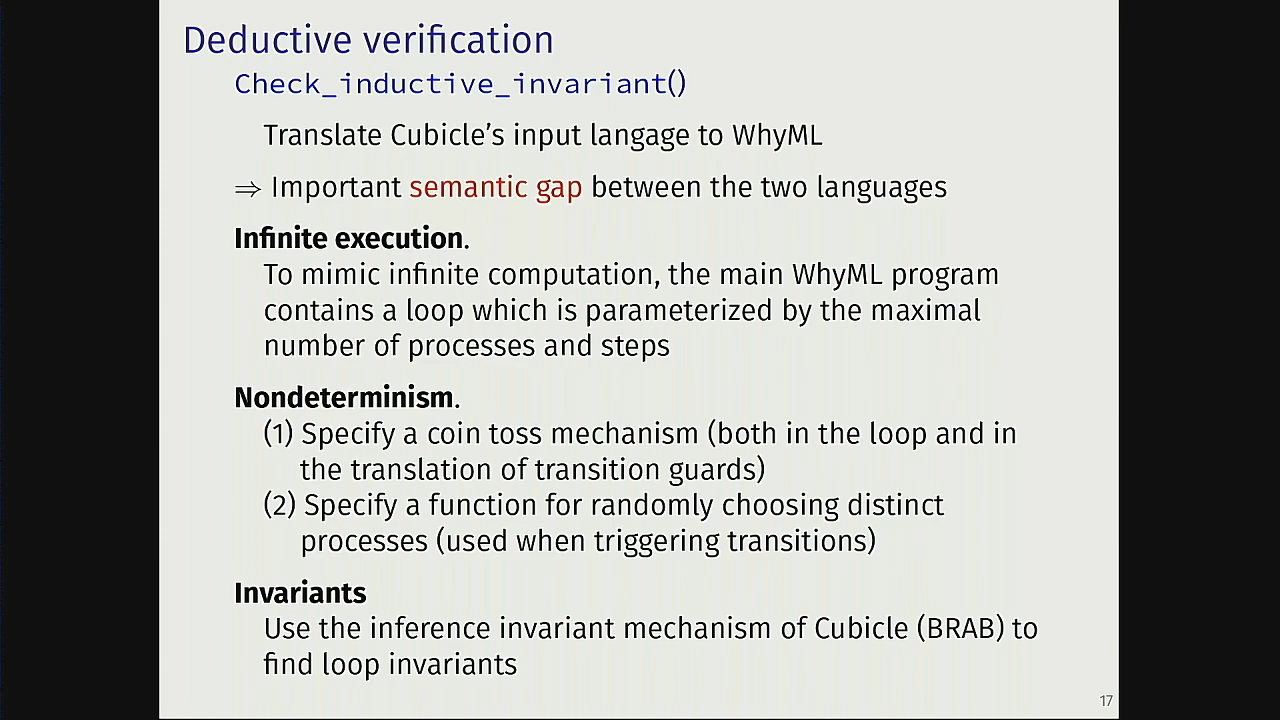 Deductive verification
Check_inductive_invariant()
Translate Cubicle's input langage to WhyML
⇒ Important semantic gap between the two languages
Infinite execution.
To mimic infinite computation, the main WhyML program
contains a loop which is parameterized by the maximal
number of processes and steps
Nondeterminism.
(1) Specify a coin toss mechanism (both in the loop and in
the translation of transition guards)
(2) Specify a function for randomly choosing distinct
processes (used when triggering transitions)
Invariants
Use the inference invariant mechanism of Cubicle (BRAB) to
find loop invariants
17